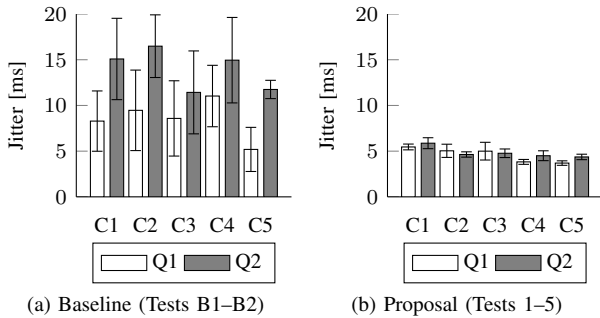 20
15
10
5
0
Jitter [ms]
C1 C2 C3 C4 C5
Q1 Q2
(a) Baseline (Tests B1–B2)
20
15
10
5
0
Jitter [ms]
C1 C2 C3 C4 C5
Q1 Q2
(b) Proposal (Tests 1–5)